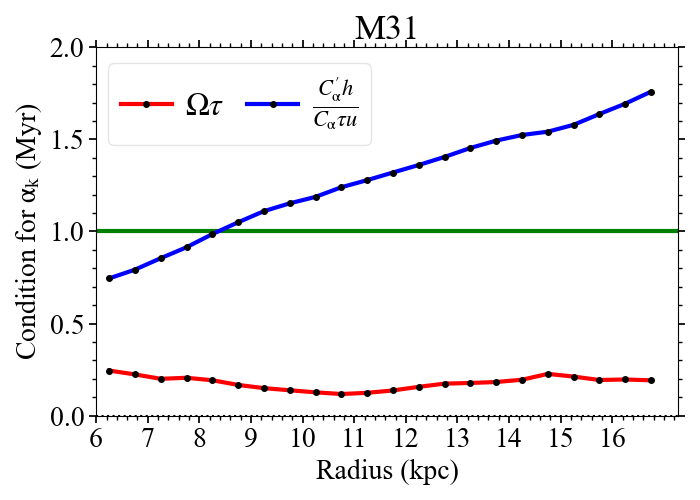 M31
Ωτ
C′αh / Cατu
Condition for αk (Myr)
2.0
1.5
1.0
0.5
0.0
6 7 8 9 10 11 12 13 14 15 16
Radius (kpc)